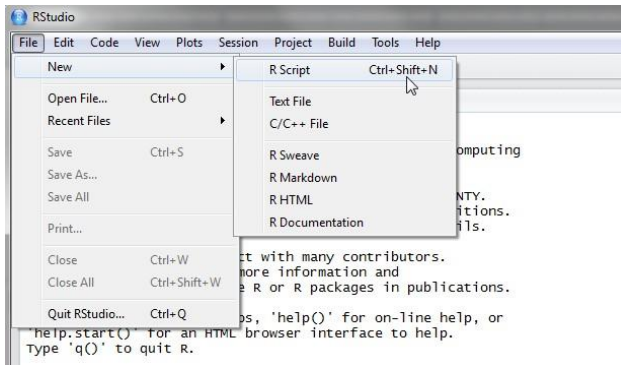 RStudio
File Edit Code View Plots Session Project Build Tools Help
New
R Script Ctrl+Shift+N
Open File... Ctrl+O
Text File
Recent Files
C/C++ File
Save Ctrl+S
R Sweave
omputing
Save As...
R Markdown
Save All
R HTML
NTY.
itions.
Print...
R Documentation
ils.
Close Ctrl+W
ct with many contributors.
more information and
Close All Ctrl+Shift+W
e R or R packages in publications.
Quit RStudio... Ctrl+Q
os, 'help()' for on-line help, or
'help.start()' for an HTML browser interface to help.
Type 'q()' to quit R.